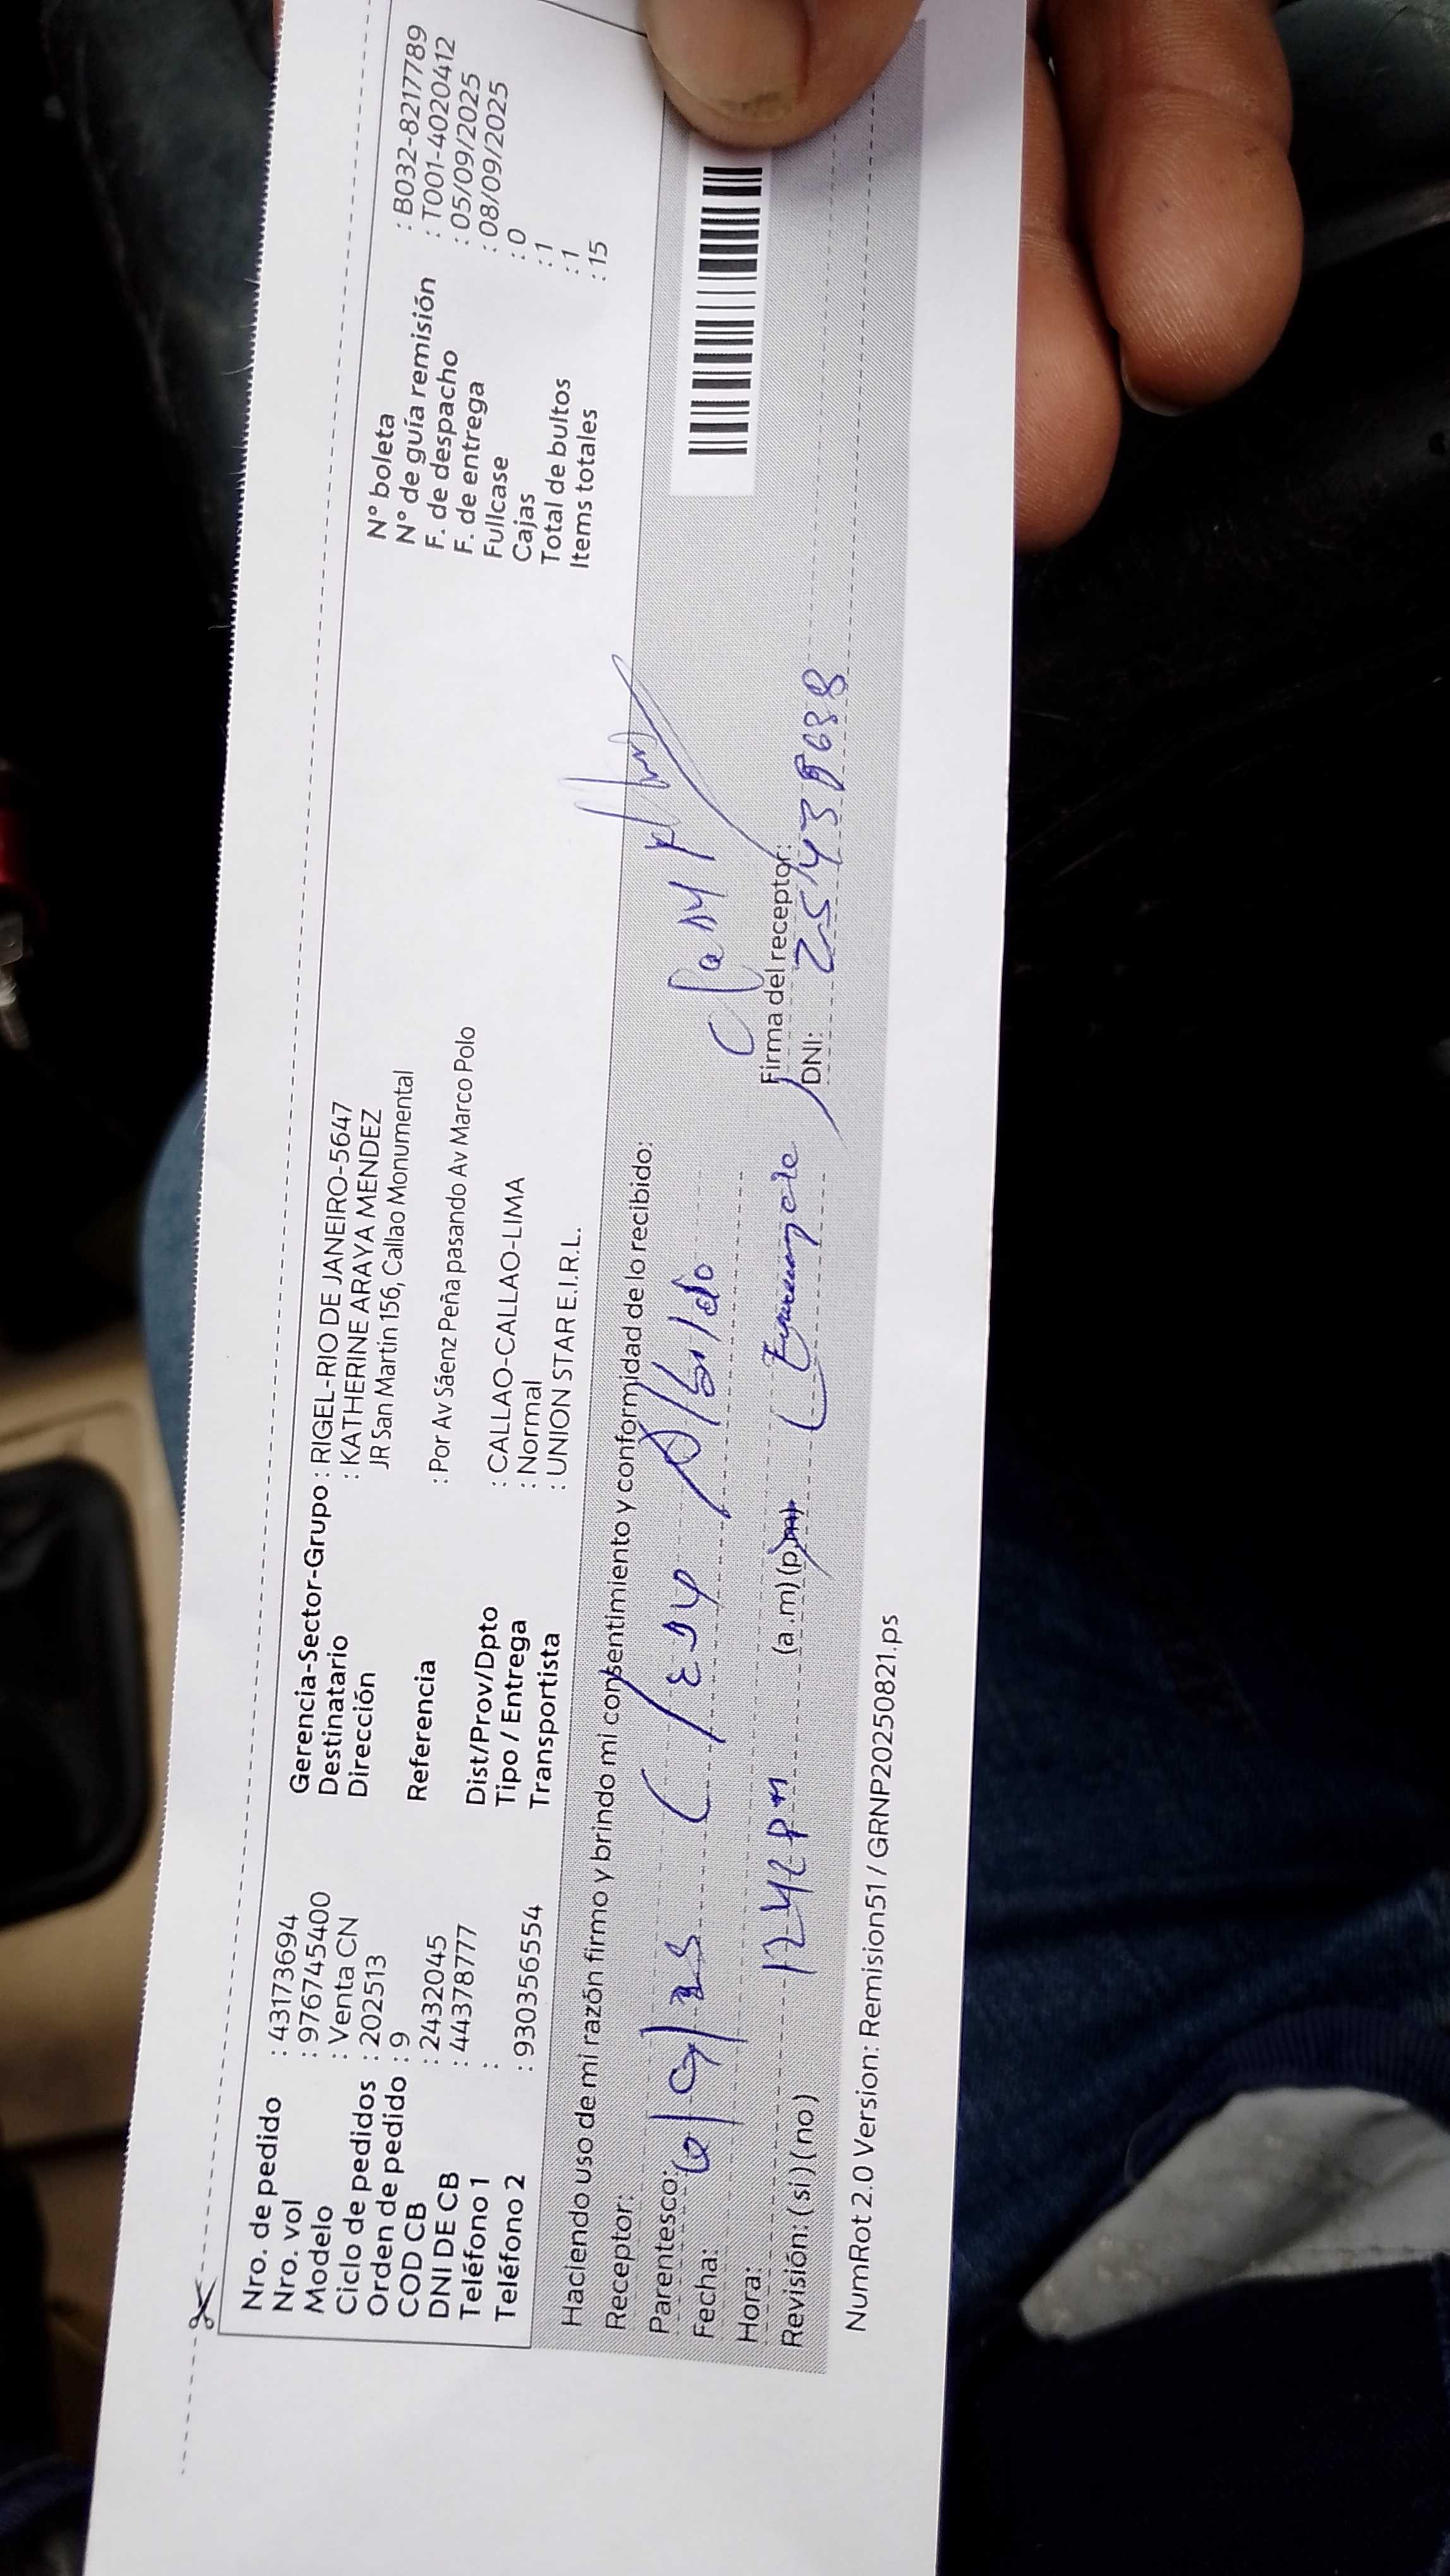 Nro. de pedido : 43173694
Nro. vol : 976745400
Modelo : Venta CN
Ciclo de pedidos : 202513
Orden de pedido : 9
COD CB : 2432045
DNI DE CB : 44378777
Teléfono 1 :
Teléfono 2 : 930356554
Gerencia-Sector-Grupo : RIGEL-RIO DE JANEIRO-5647
Destinatario : KATHERINE ARAYA MENDEZ
Dirección JR San Martin 156, Callao Monumental
Referencia : Por Av Sáenz Peña pasando Av Marco Polo
Dist/Prov/Dpto : CALLAO-CALLAO-LIMA
Tipo / Entrega : Normal
Transportista : UNION STAR E.I.R.L.
N° boleta : B032-8217789
N° de guía remisión : T001-4020412
F. de despacho : 05/09/2025
F. de entrega : 08/09/2025
Fullcase : 0
Cajas : 1
Total de bultos : 1
Items totales : 15
Haciendo uso de mi razón firmo y brindo mi consentimiento y conformidad de lo recibido:
Receptor:
Parentesco:
Fecha:
Hora: 1242 pm (a .m) (p.m)
Revisión: ( si ) ( no )
Firma del receptor:
DNI:
NumRot 2.0 Version: Remision51 / GRNP20250821.ps